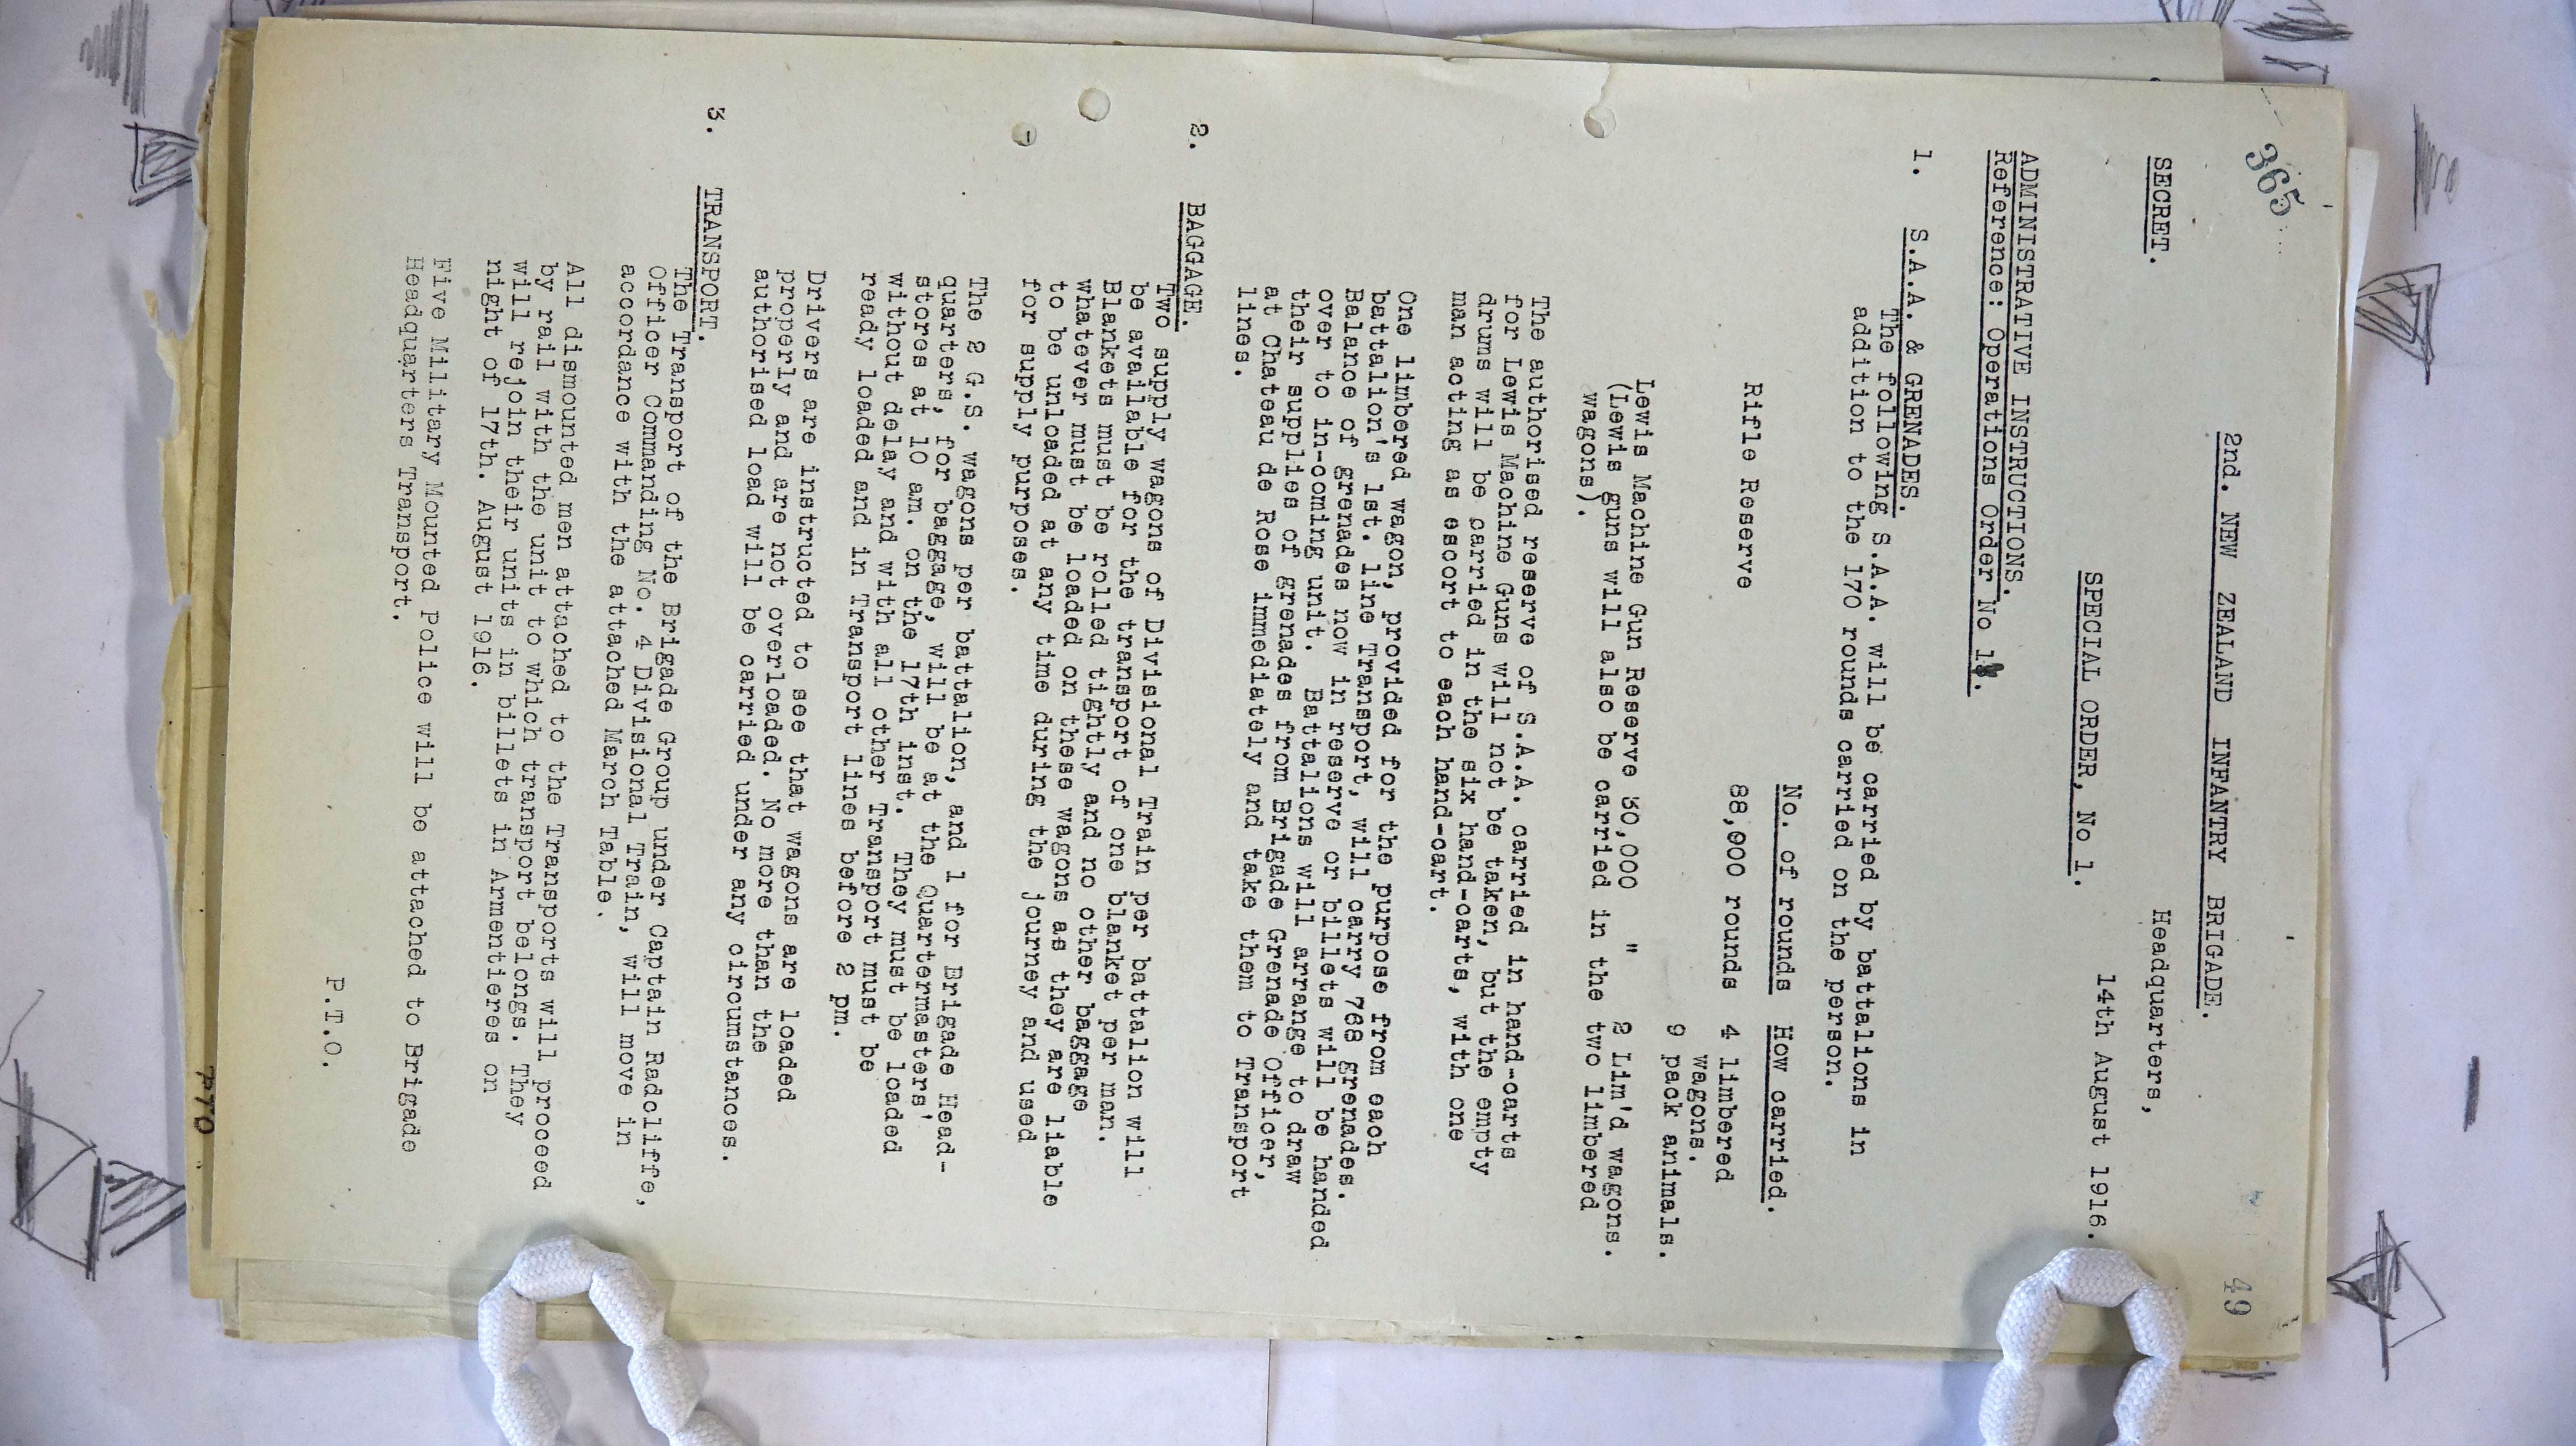 365
49
2nd. NEW ZEALAND INFANTRY BRIGADE.
SECRET.
Headquarters,
14th August 1916.
SPECIAL ORDER, No 1.
ADMINISTRATIVE INSTRUCTIONS.
Reference: Operations Order No 1.
1. S.A.A. & GRENADES.
The following S.A.A. will be carried by battalions in
addition to the 170 rounds carried on the person.
No. of rounds How carried.
Rifle Reserve 88,000 rounds 4 limbered
wagons.
9 pack animals.
Lewis Machine Gun Reserve 30,000 " 2 Lim'd wagons.
(Lewis guns will also be carried in the two limbered
wagons).
The authorised reserve of S.A.A. carried in hand-carts
for Lewis Machine Guns will not be taken, but the empty
drums will be carried in the six hand-carts, with one
man acting as escort to each hand-cart.
One limbered wagon, provided for the purpose from each
battalion's 1st. line Transport, will carry 768 grenades.
Balance of grenades now in reserve or billets will be handed
over to in-coming unit. Battalions will arrange to draw
their supplies of grenades from Brigade Grenade Officer,
at Chateau de Rose immediately and take them to Transport
lines.
2. BAGGAGE.
Two supply wagons of Divisional Train per battalion will
be available for the transport of one blanket per man.
Blankets must be rolled tightly and no other baggage
whatever must be loaded on these wagons as they are liable
to be unloaded at any time during the journey and used
for supply purposes.
The 2 G.S. wagons per battalion, and 1 for Brigade Head-
quarters, for baggage, will be at the Quartermasters'
stores at 10 am. on the 17th inst. They must be loaded
without delay and with all other Transport must be
ready loaded and in Transport lines before 2 pm.
Drivers are instructed to see that wagons are loaded
properly and are not overloaded. No more than the
authorised load will be carried under any circumstances.
3. TRANSPORT.
The Transport of the Brigade Group under Captain Radcliffe,
Officer Commanding No. 4 Divisional Train, will move in
accordance with the attached March Table.
All dismounted men attached to the Transports will proceed
by rail with the unit to which transport belongs. They
will rejoin their units in billets in Armentieres on
night of 17th. August 1916.
Five Military Mounted Police will be attached to Brigade
Headquarters Transport.
P.T.O.